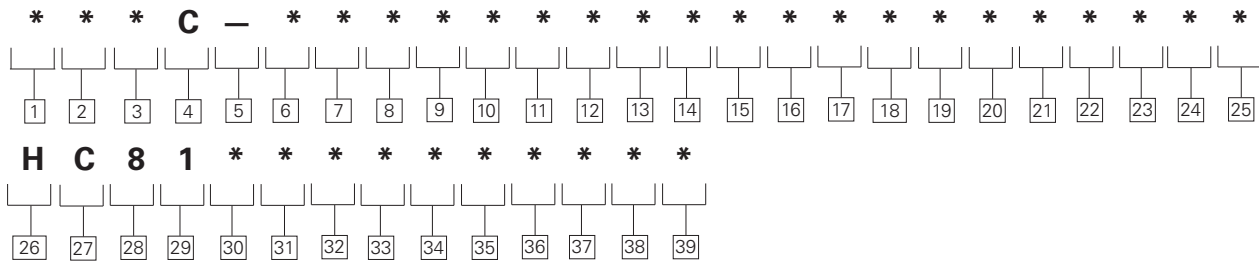 * * * C – * * * * * * * * * * * * * * * * * * * *
1 2 3 4 5 6 7 8 9 10 11 12 13 14 15 16 17 18 19 20 21 22 23 24 25
H C 8 1 * * * * * * * * * *
26 27 28 29 30 31 32 33 34 35 36 37 38 39